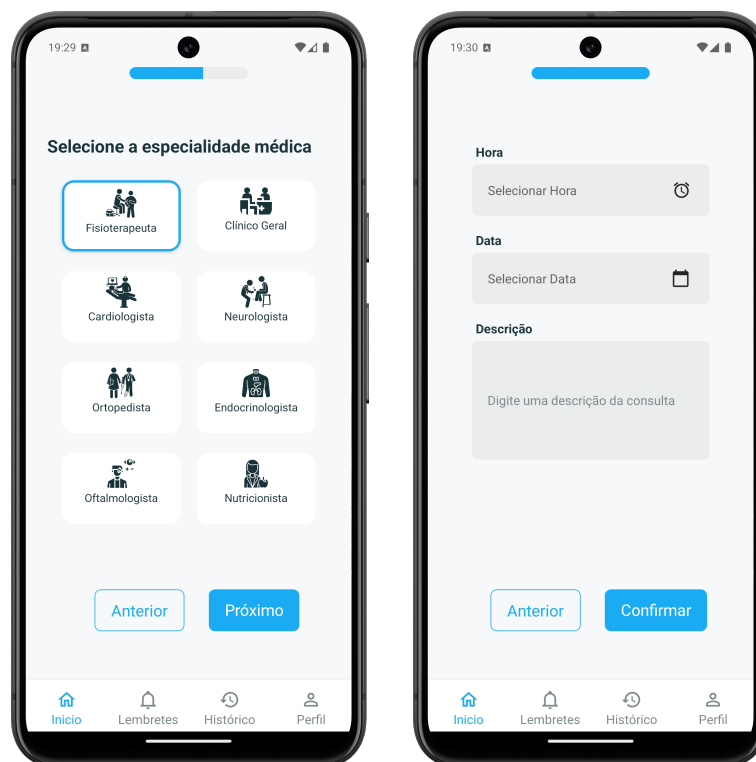 19:29
Selecione a especialidade médica
Fisioterapeuta
Clínico Geral
Cardiologista
Neurologista
Ortopedista
Endocrinologista
Oftalmologista
Nutricionista
Anterior
Próximo
Inicio
Lembretes
Histórico
Perfil
19:30
Hora
Selecionar Hora
Data
Selecionar Data
Descrição
Digite uma descrição da consulta
Anterior
Confirmar
Inicio
Lembretes
Histórico
Perfil